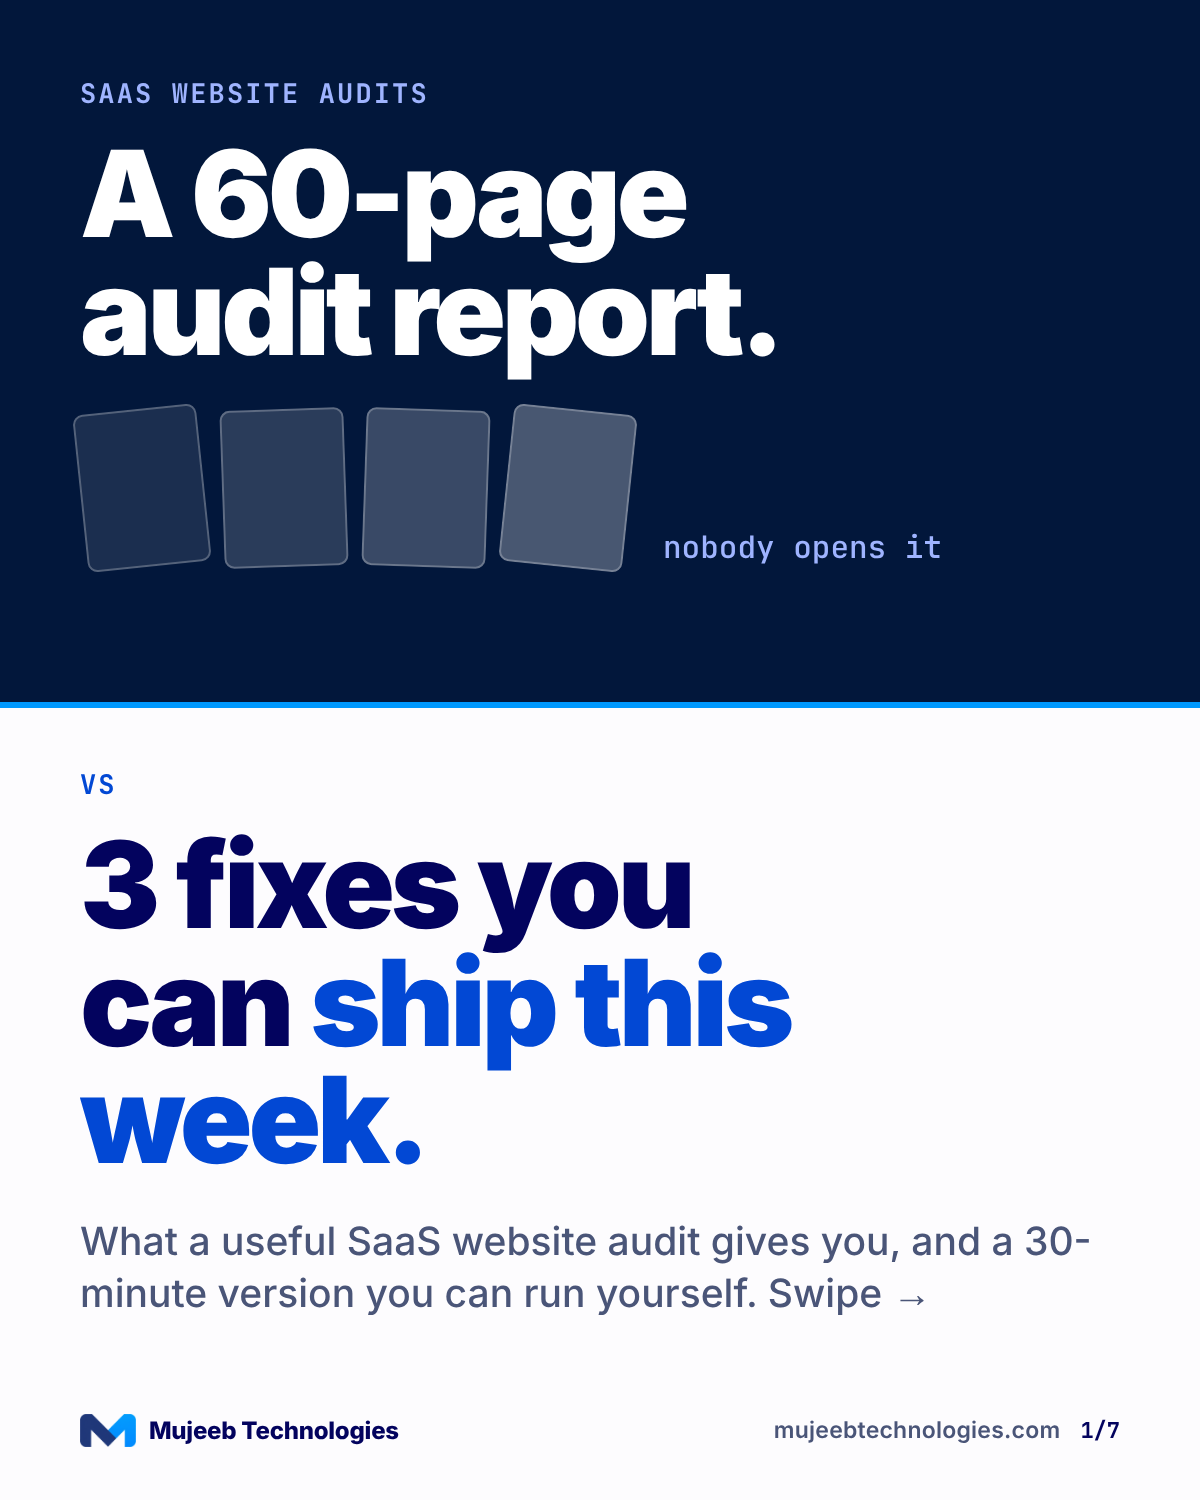 SAAS WEBSITE AUDITS
A 60-page
audit report.
nobody opens it
VS
3 fixes you
can ship this
week.
What a useful SaaS website audit gives you, and a 30-
minute version you can run yourself. Swipe →
Mujeeb Technologies
mujeebtechnologies.com 1/7